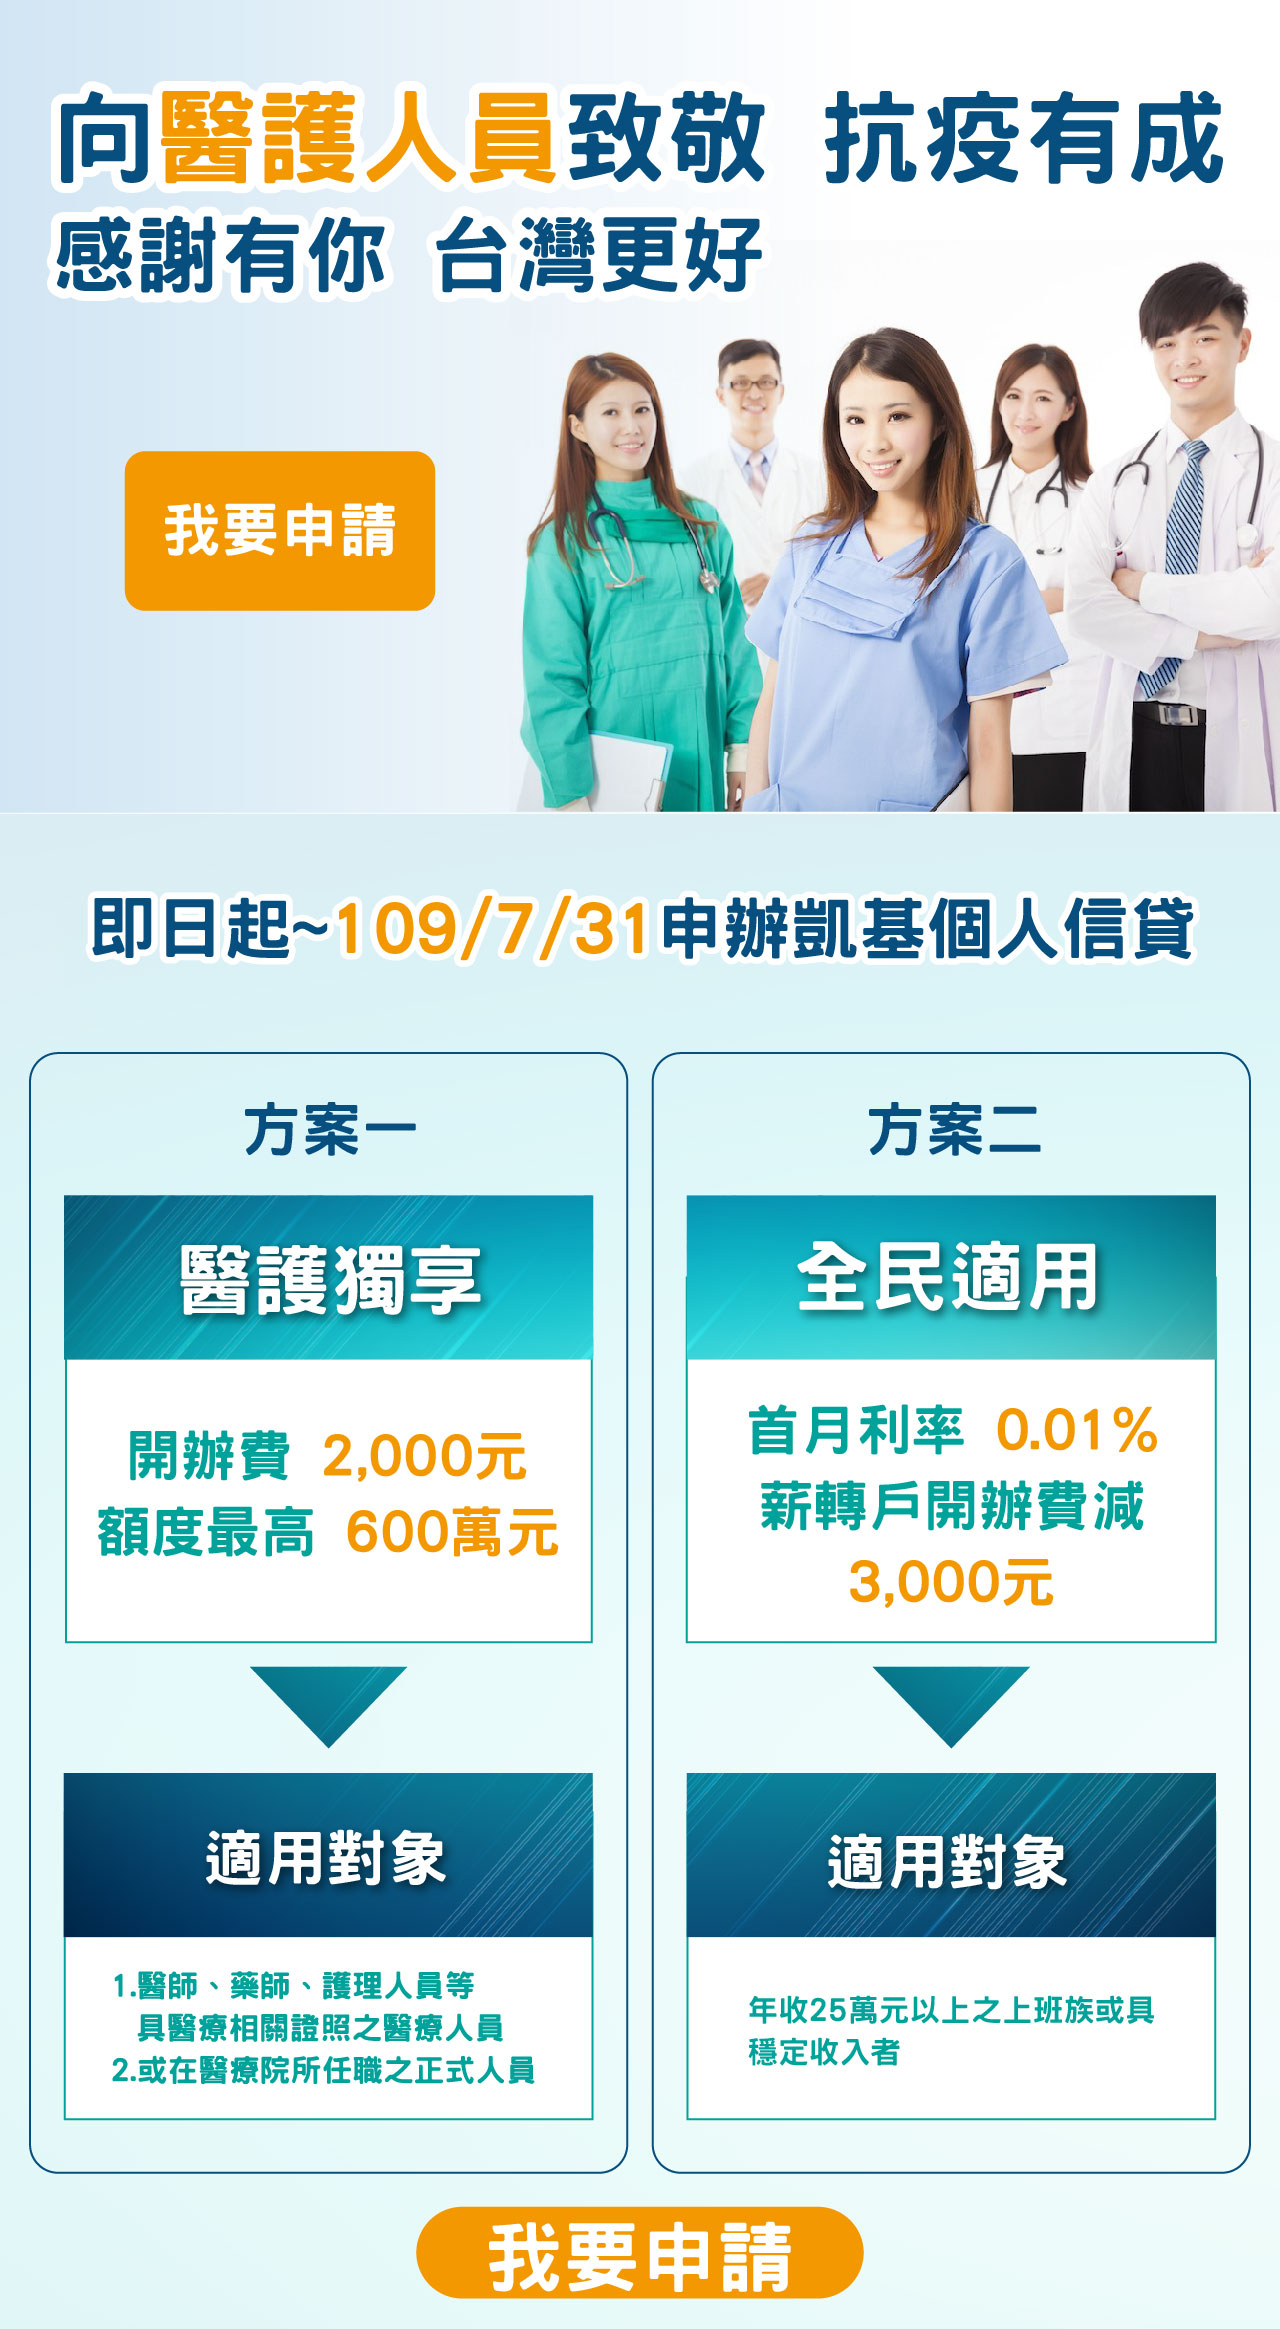 向醫護人員致敬 抗疫有成
感謝有你 台灣更好
我要申請
即日起~109/7/31申辦凱基個人信貸
方案一
醫護獨享
開辦費 2,000元
額度最高 600萬元
適用對象
1.醫師、藥師、護理人員等
具醫療相關證照之醫療人員
2.或在醫療院所任職之正式人員
方案二
全民適用
首月利率 0.01%
薪轉戶開辦費減
3,000元
適用對象
年收25萬元以上之上班族或具
穩定收入者
我要申請